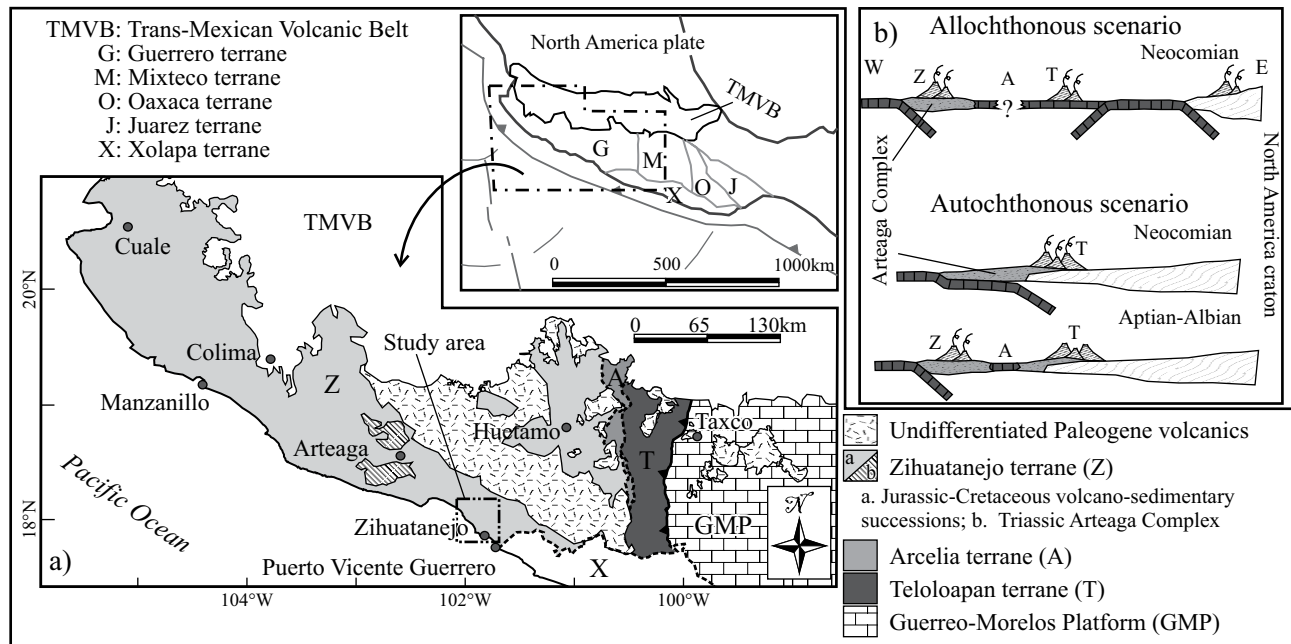 TMVB: Trans-Mexican Volcanic Belt
G: Guerrero terrane
M: Mixteco terrane
O: Oaxaca terrane
J: Juarez terrane
X: Xolapa terrane
North America plate
TMVB
G
M
O
J
X
0 500 1000km
TMVB
Cuale
20°N
0 65 130km
Colima
Study area
Z
A
Manzanillo
Huetamo
Taxco
Arteaga
T
Pacific Ocean
18°N
Zihuatanejo
GMP
N
a)
Puerto Vicente Guerrero
X
104°W
102°W
100°W
b)
Allochthonous scenario
Neocomian
W
Z
A
T
E
?
Arteaga Complex
North America craton
Autochthonous scenario
Neocomian
T
Aptian-Albian
Z
A
T
Undifferentiated Paleogene volcanics
a
b
Zihuatanejo terrane (Z)
a. Jurassic-Cretaceous volcano-sedimentary
successions; b. Triassic Arteaga Complex
Arcelia terrane (A)
Teloloapan terrane (T)
Guerreo-Morelos Platform (GMP)